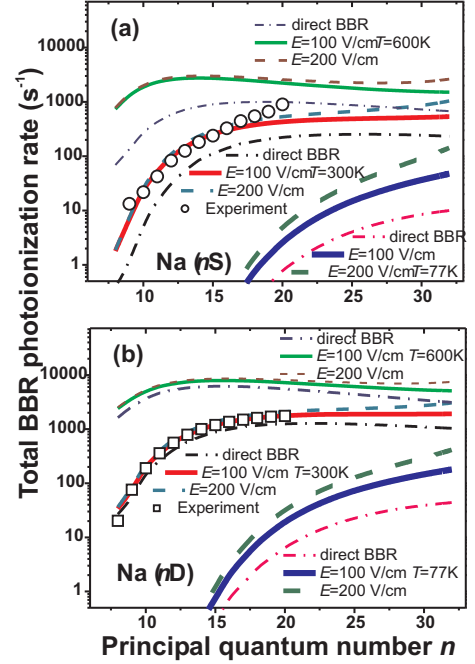 Total BBR photoionization rate (s-1)
(a)
direct BBR
E=100 V/cmT=600K
E=200 V/cm
10000
1000
100
10
1
direct BBR
E=100 V/cmT=300K
E=200 V/cm
Experiment
direct BBR
E=100 V/cm
E=200 V/cmT=77K
Na (nS)
10 15 20 25 30
(b)
direct BBR
E=100 V/cm T=600K
E=200 V/cm
10000
1000
100
10
1
direct BBR
E=100 V/cm T=300K
E=200 V/cm
Experiment
direct BBR
E=100 V/cm T=77K
E=200 V/cm
Na (nD)
10 15 20 25 30
Principal quantum number n